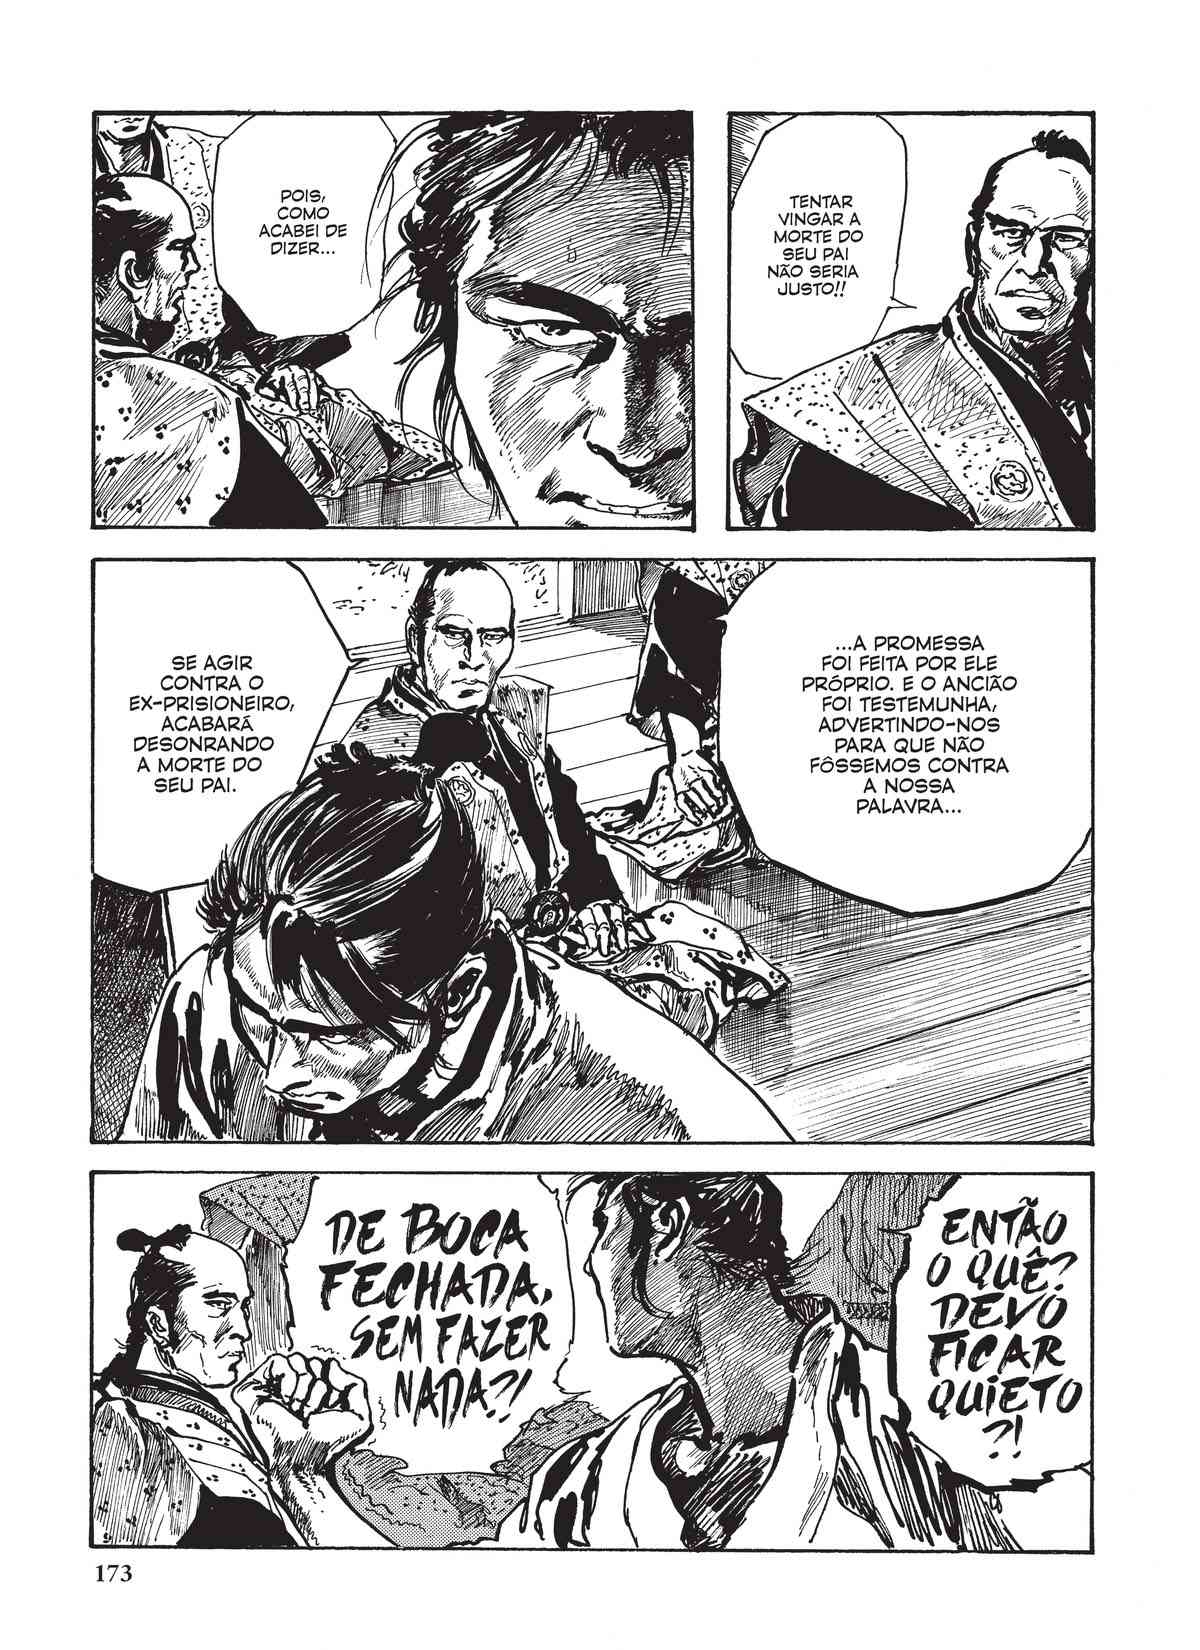 TENTAR
VINGAR A
MORTE DO
SEU PAI
NÃO SERIA
JUSTO!!
POIS,
COMO
ACABEI DE
DIZER...
...A PROMESSA
FOI FEITA POR ELE
PRÓPRIO. E O ANCIÃO
FOI TESTEMUNHA,
ADVERTINDO-NOS
PARA QUE NÃO
FÔSSEMOS CONTRA
A NOSSA
PALAVRA...
SE AGIR
CONTRA O
EX-PRISIONEIRO,
ACABARÁ
DESONRANDO
A MORTE DO
SEU PAI.
ENTÃO
O QUÊ?
DEVO
FICAR
QUIETO
?!
DE BOCA
FECHADA,
SEM FAZER
NADA?!
173